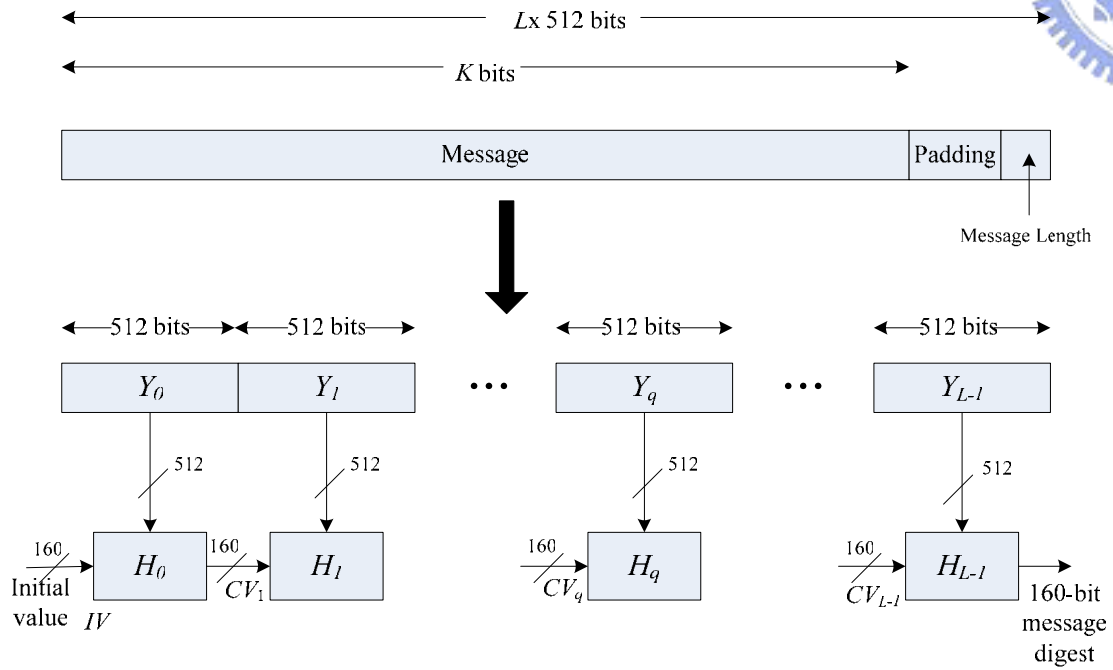 Lx 512 bits
K bits
Message Padding
Message Length
512 bits 512 bits 512 bits 512 bits
Y0 Y1 ... Yq ... YL-1
512 512 512 512
160 160 160 160
H0 H1 Hq HL-1
Initial value IV CV1 CVq CVL-1
160-bit message digest